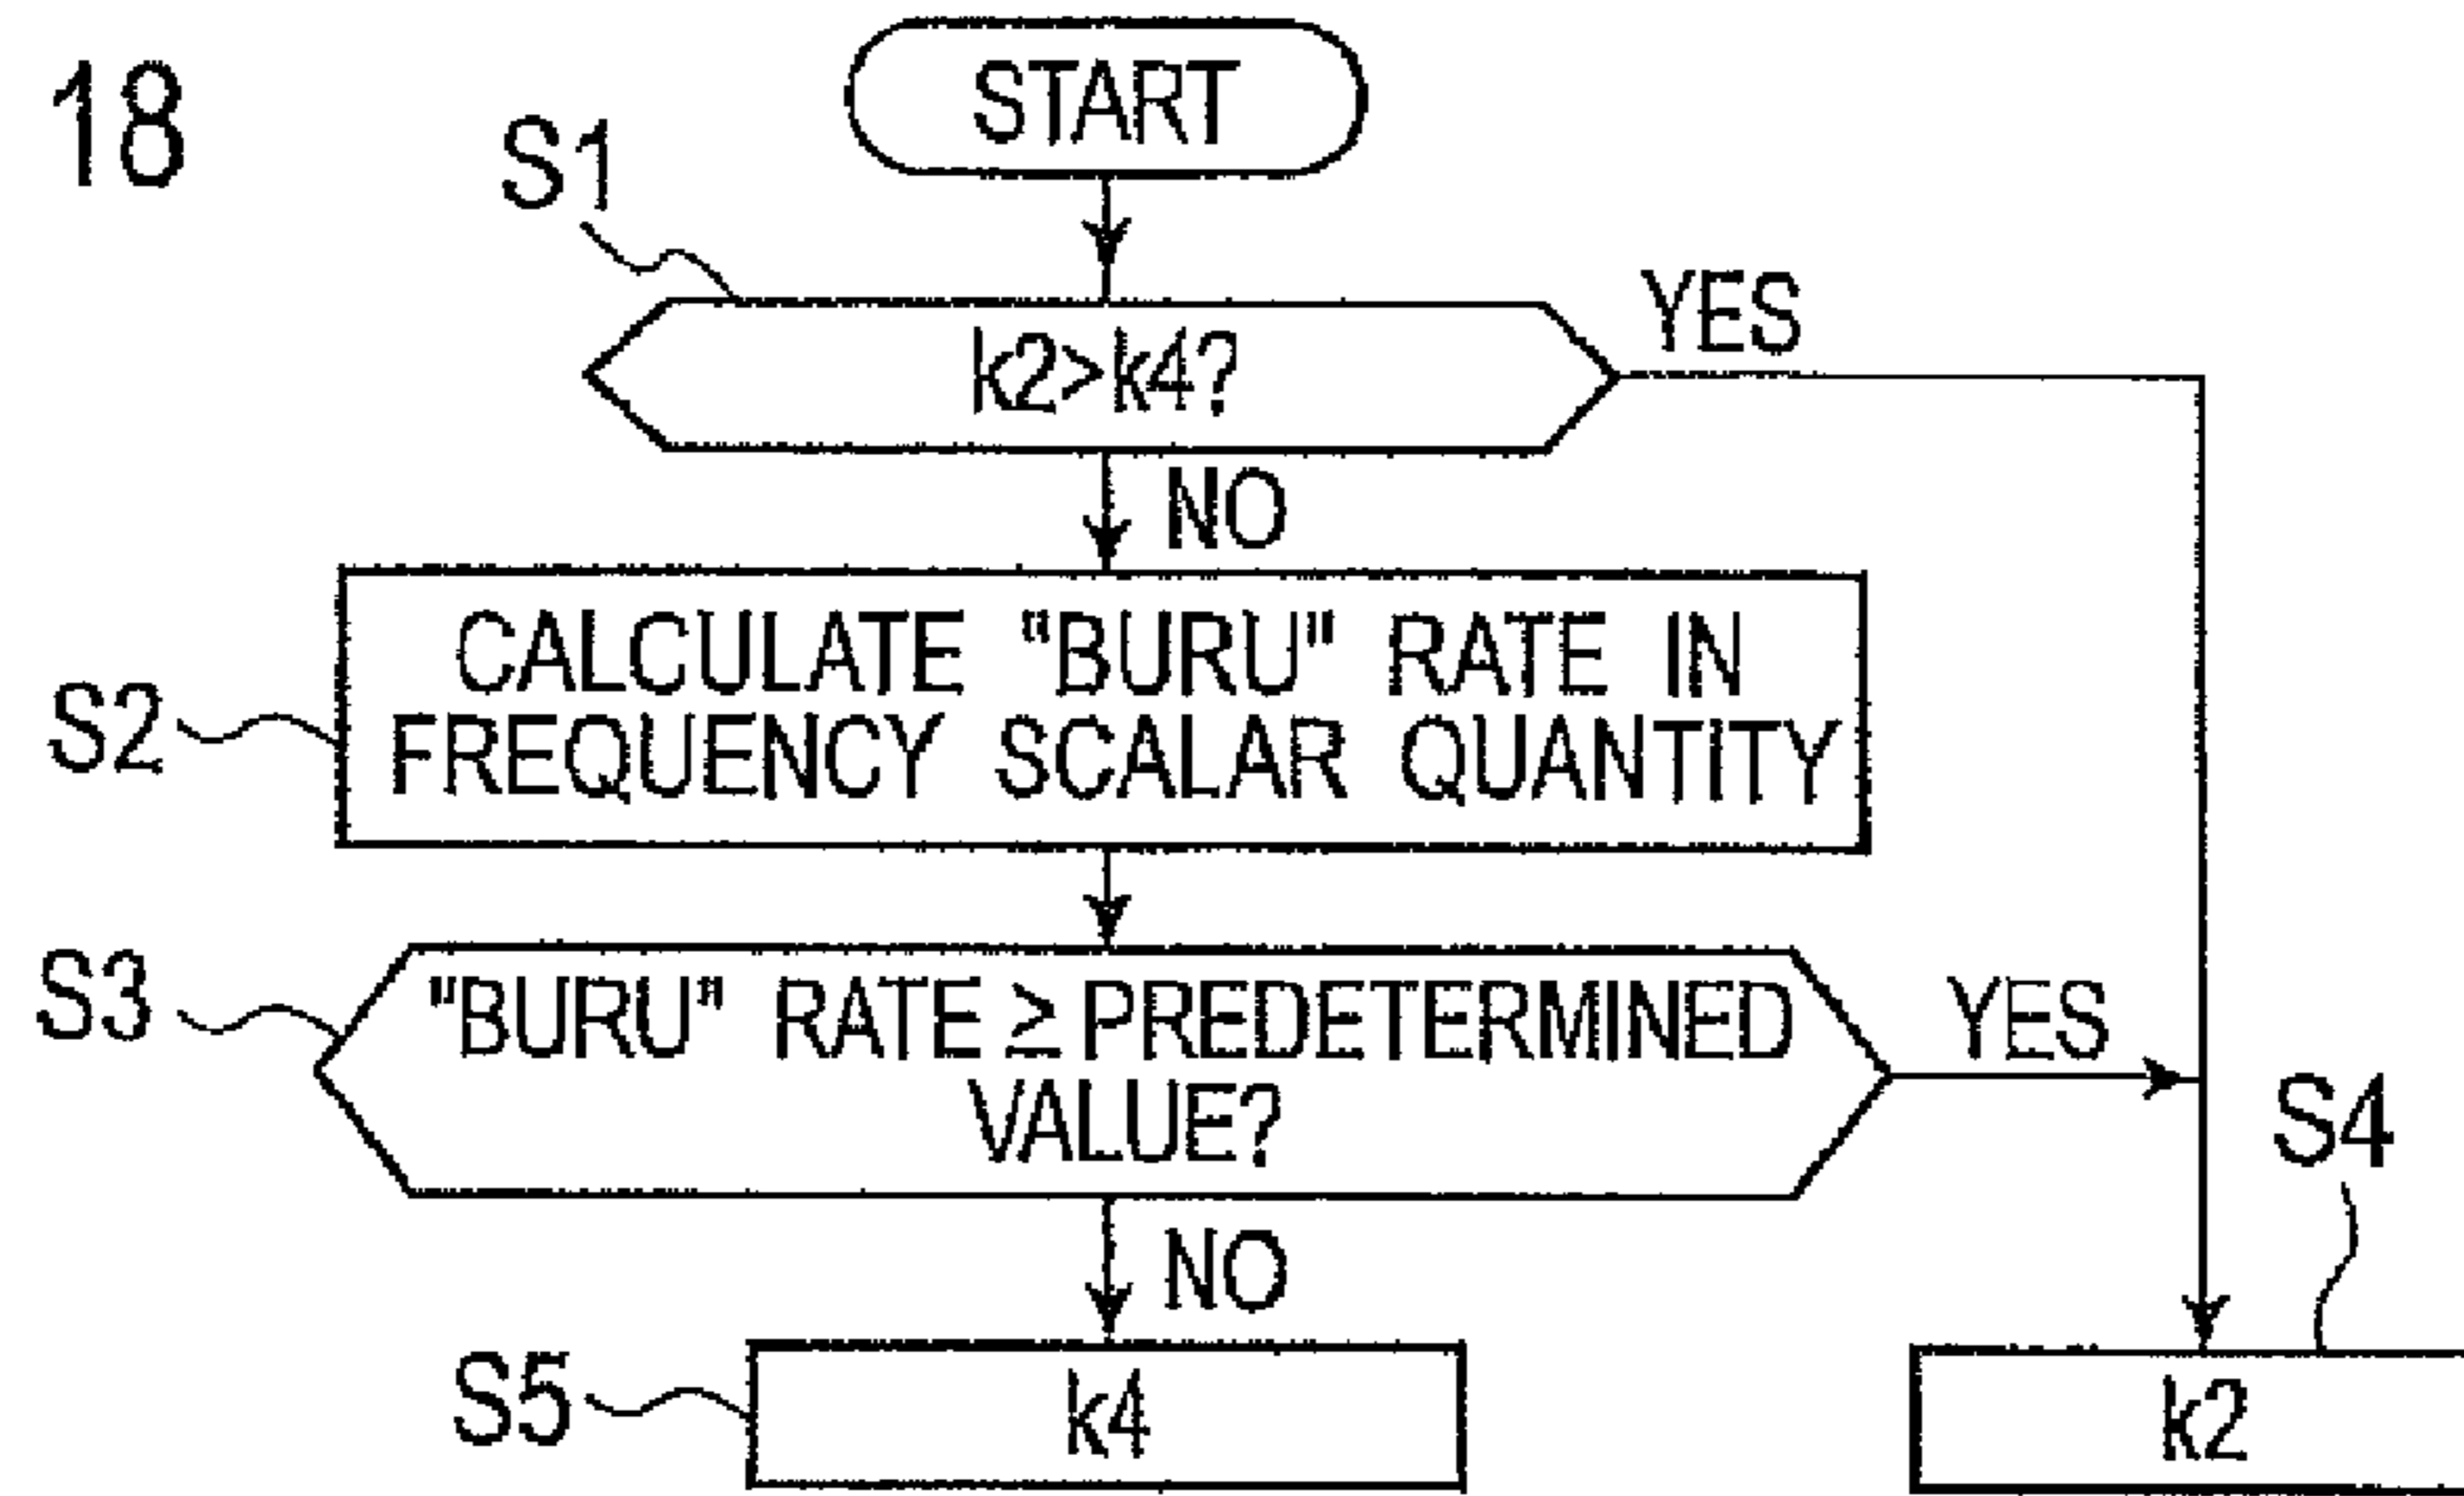 18
START
S1
k2>k4?
YES
NO
S2
CALCULATE "BURU" RATE IN
FREQUENCY SCALAR QUANTITY
S3
"BURU" RATE ≥ PREDETERMINED
VALUE?
YES
NO
S4
S5
k4
k2